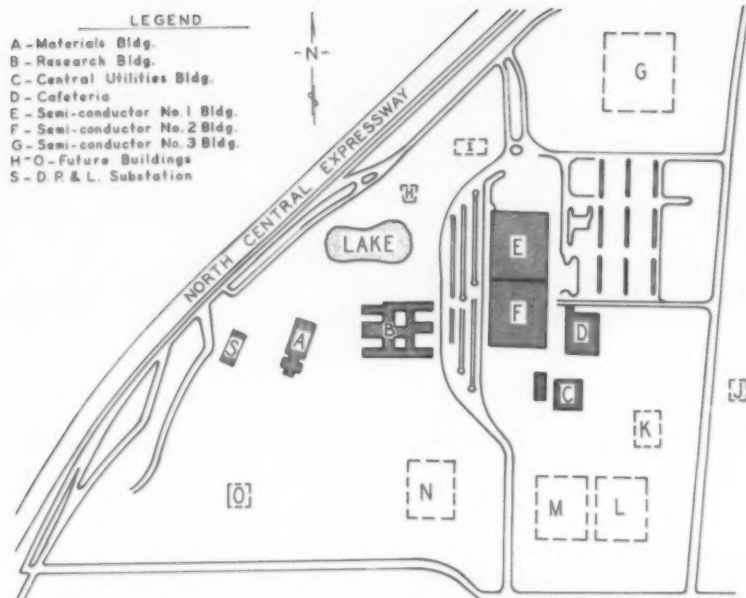 LEGEND
A-Materials Bldg.
B-Research Bldg.
C-Central Utilities Bldg.
D-Cafeteria
E-Semi-conductor No.1 Bldg.
F-Semi-conductor No.2 Bldg.
G-Semi-conductor No.3 Bldg.
H-O-Future Buildings
S-D.P. & L. Substation
-N-
NORTH CENTRAL EXPRESSWAY
G
I
H
LAKE
E
F
B
A
S
D
C
J
K
N
M
L
O